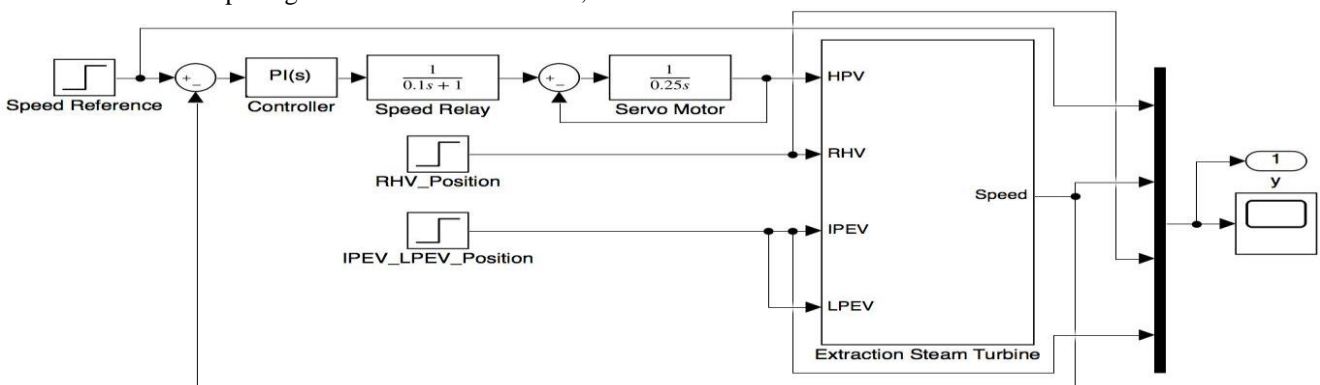 Speed Reference
+
−
PI(s)
Controller
1
0.1s + 1
Speed Relay
+
−
1
0.25s
Servo Motor
HPV
RHV
RHV_Position
Speed
IPEV
IPEV_LPEV_Position
LPEV
Extraction Steam Turbine
1
y